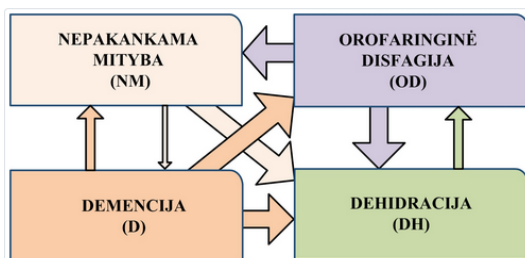 NEPAKANKAMA
MITYBA
(NM)
OROFARINGINĖ
DISFAGIJA
(OD)
DEMENCIJA
(D)
DEHIDRACIJA
(DH)